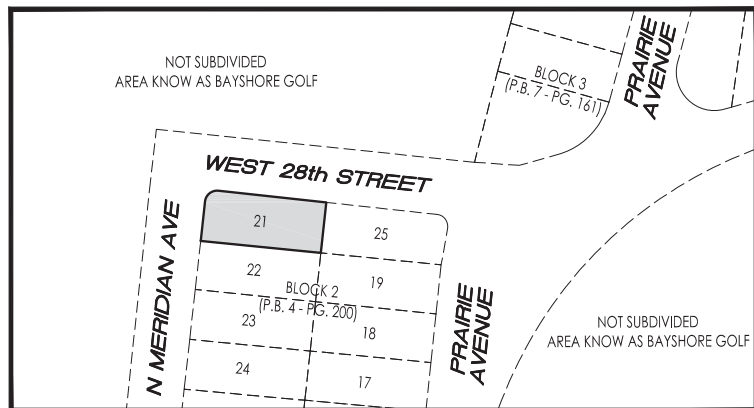 NOT SUBDIVIDED
AREA KNOW AS BAYSHORE GOLF
BLOCK 3
(P.B. 7 - PG. 161)
PRAIRIE
AVENUE
WEST 28th STREET
N MERIDIAN AVE
21
25
22
19
BLOCK 2
(P.B. 4 - PG. 200)
23
18
24
17
PRAIRIE
AVENUE
NOT SUBDIVIDED
AREA KNOW AS BAYSHORE GOLF